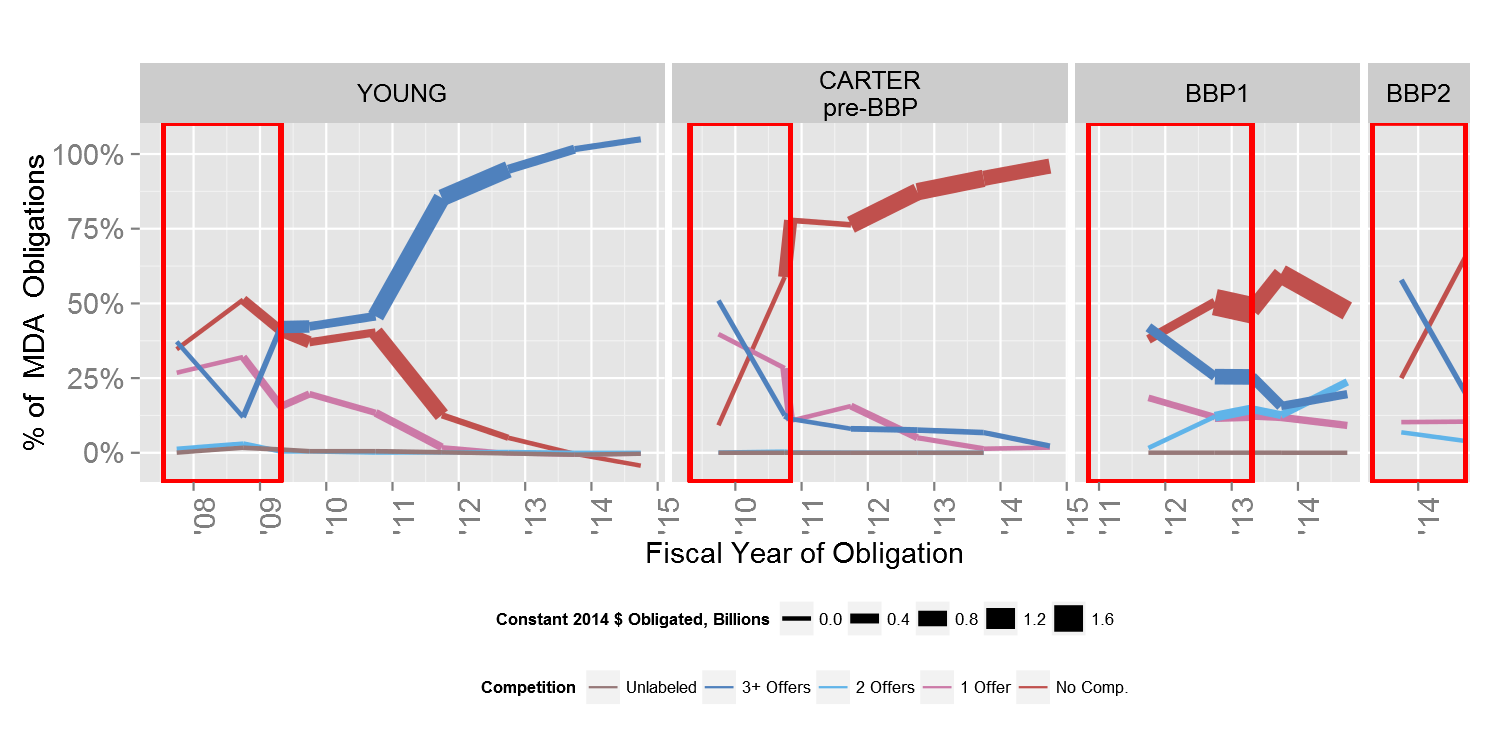 YOUNG
CARTER
pre-BBP
BBP1
BBP2
% of MDA Obligations
100%
75%
50%
25%
0%
'08 '09 '10 '11 '12 '13 '14 '15
'10 '11 '12 '13 '14 '15
'11 '12 '13 '14
'14
Fiscal Year of Obligation
Constant 2014 $ Obligated, Billions 0.0 0.4 0.8 1.2 1.6
Competition Unlabeled 3+ Offers 2 Offers 1 Offer No Comp.